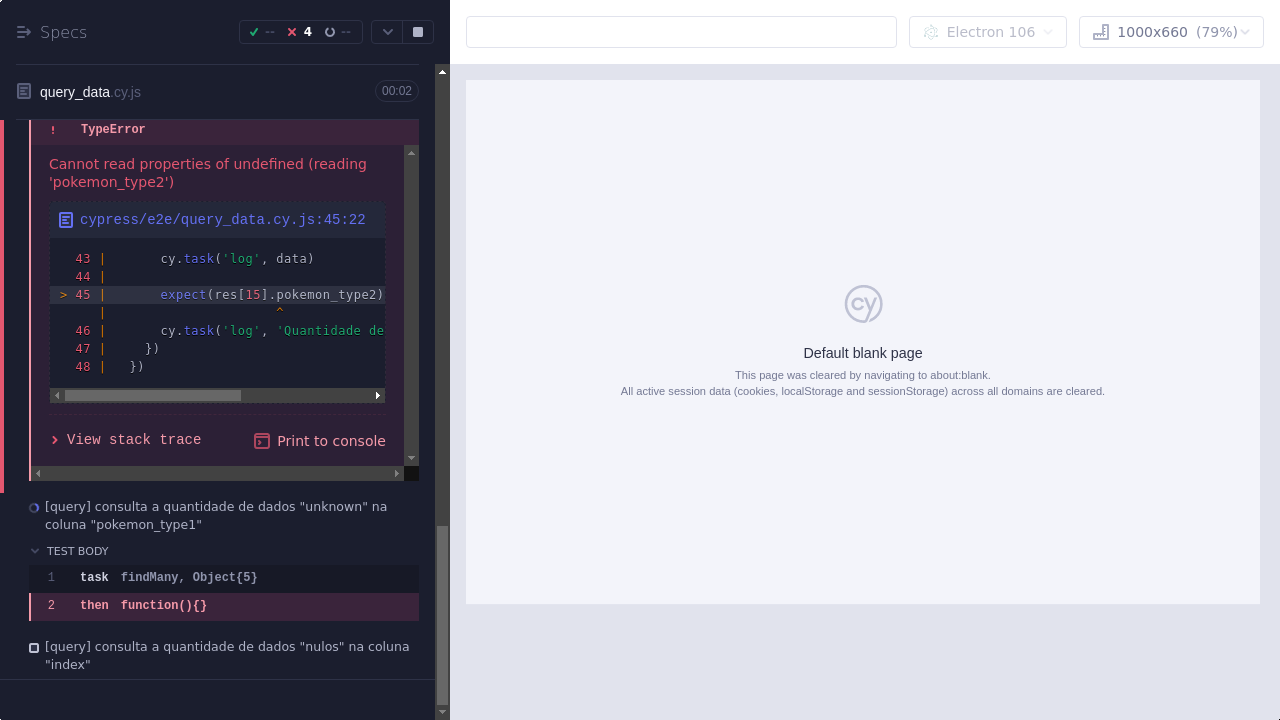 Specs
--
4
--
Electron 106
1000x660 (79%)
query_data.cy.js
00:02
! TypeError
Cannot read properties of undefined (reading
'pokemon_type2')
cypress/e2e/query_data.cy.js:45:22
43 | cy.task('log', data)
44 |
> 45 | expect(res[15].pokemon_type2)
| ^
46 | cy.task('log', 'Quantidade de
47 | })
48 | })
View stack trace
Print to console
[query] consulta a quantidade de dados "unknown" na
coluna "pokemon_type1"
TEST BODY
1 task findMany, Object{5}
2 then function(){}
[query] consulta a quantidade de dados "nulos" na coluna
"index"
cy
Default blank page
This page was cleared by navigating to about:blank.
All active session data (cookies, localStorage and sessionStorage) across all domains are cleared.